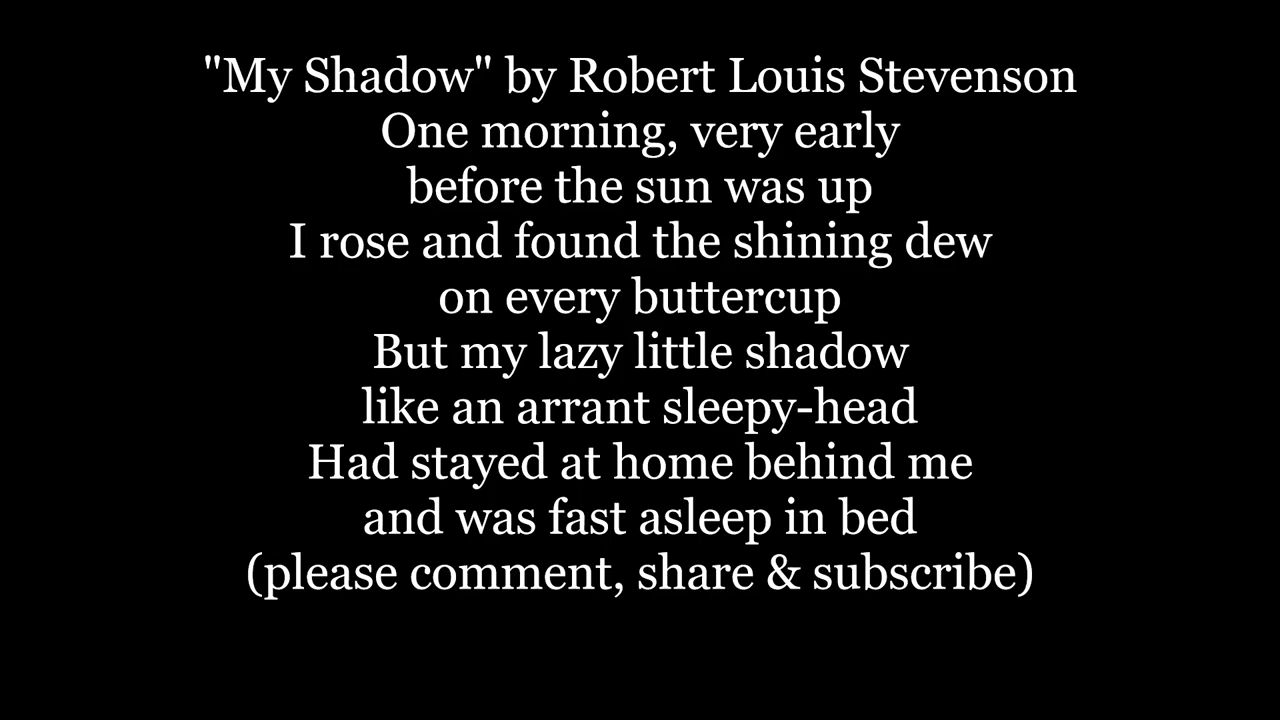 "My Shadow" by Robert Louis Stevenson
One morning, very early
before the sun was up
I rose and found the shining dew
on every buttercup
But my lazy little shadow
like an arrant sleepy-head
Had stayed at home behind me
and was fast asleep in bed
(please comment, share & subscribe)